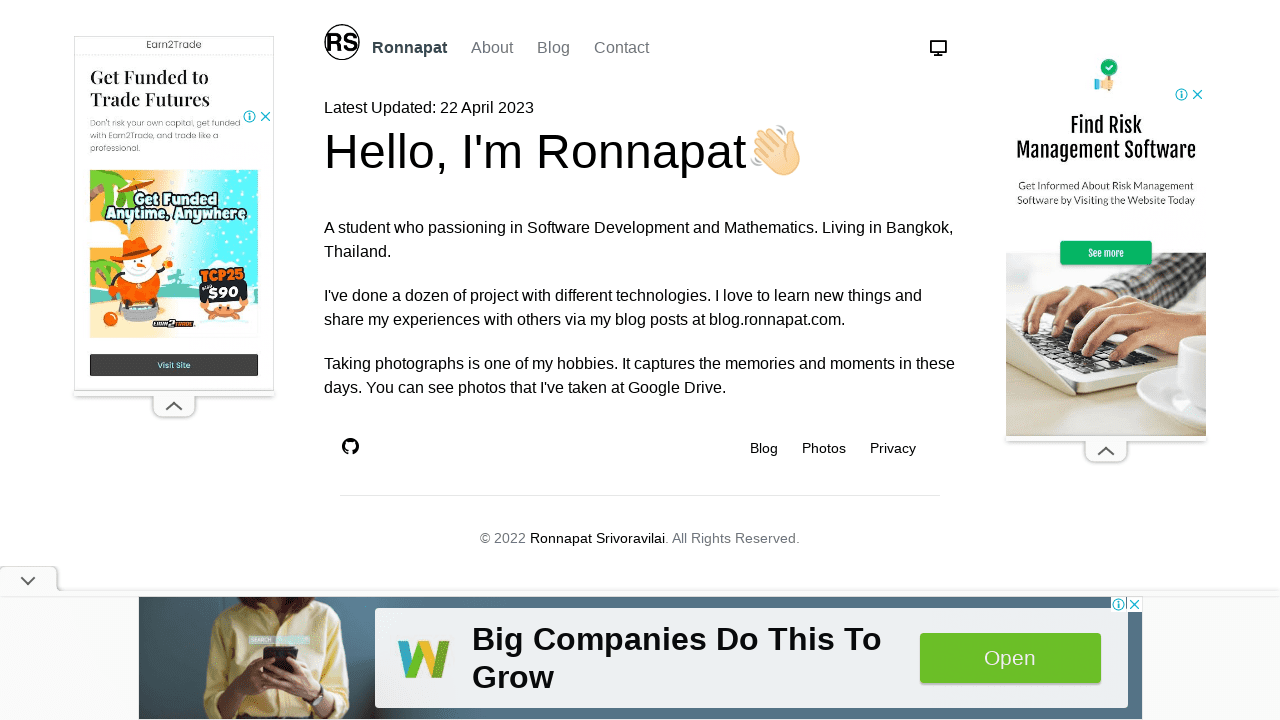 RS Ronnapat About Blog Contact
Latest Updated: 22 April 2023
Hello, I'm Ronnapat👋🏻
A student who passioning in Software Development and Mathematics. Living in Bangkok,
Thailand.
I've done a dozen of project with different technologies. I love to learn new things and
share my experiences with others via my blog posts at blog.ronnapat.com.
Taking photographs is one of my hobbies. It captures the memories and moments in these
days. You can see photos that I've taken at Google Drive.
Blog Photos Privacy
© 2022 Ronnapat Srivoravilai. All Rights Reserved.
Earn2Trade
Get Funded to
Trade Futures
Don't risk your own capital, get funded
with Earn2Trade, and trade like a
professional.
Get Funded
Anytime, Anywhere
TCP25
$90
EARN2TRADE
Visit Site
Find Risk
Management Software
Get Informed About Risk Management
Software by Visiting the Website Today
See more
SEARCH
Big Companies Do This To
Grow
Open